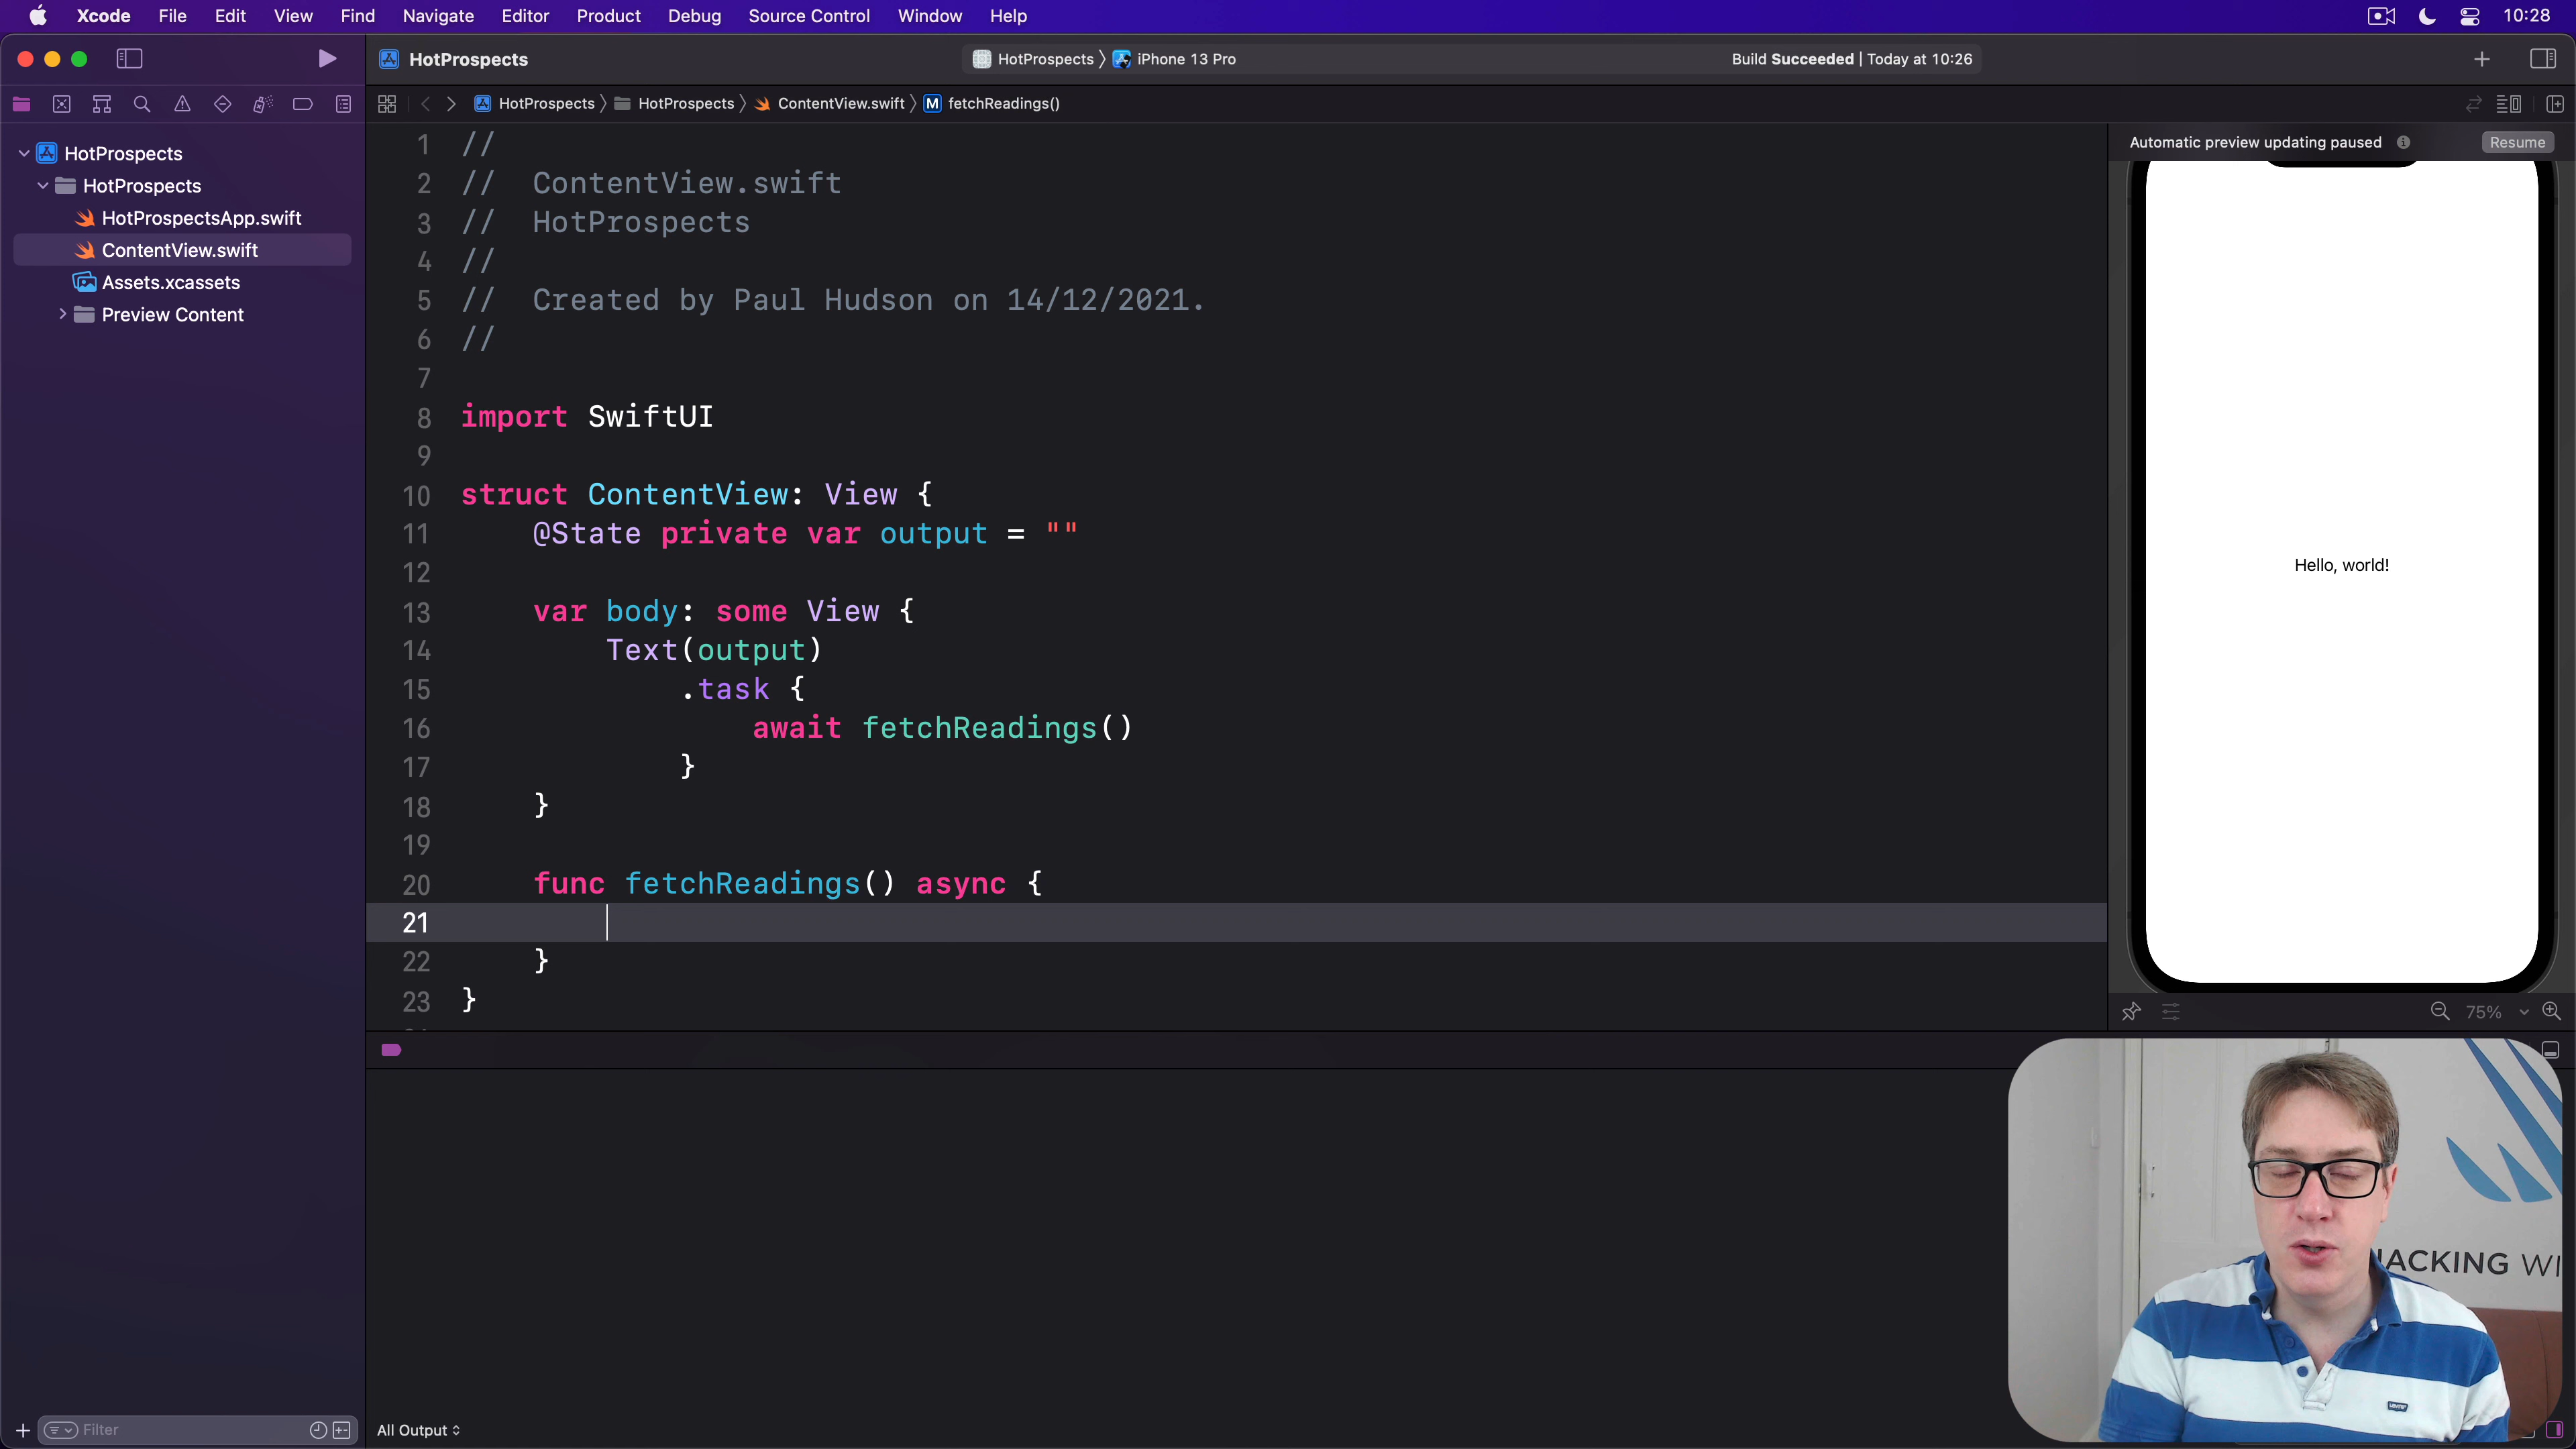 Xcode File Edit View Find Navigate Editor Product Debug Source Control Window Help 10:28
HotProspects
HotProspects 〉 iPhone 13 Pro
Build Succeeded | Today at 10:26
HotProspects 〉 HotProspects 〉 ContentView.swift 〉 M fetchReadings()
HotProspects
HotProspects
HotProspectsApp.swift
ContentView.swift
Assets.xcassets
Preview Content
1 //
2 //  ContentView.swift
3 //  HotProspects
4 //
5 //  Created by Paul Hudson on 14/12/2021.
6 //
7
8 import SwiftUI
9
10 struct ContentView: View {
11     @State private var output = ""
12
13     var body: some View {
14         Text(output)
15             .task {
16                 await fetchReadings()
17             }
18     }
19
20     func fetchReadings() async {
21
22     }
23 }
Automatic preview updating paused
Resume
Hello, world!
75%
HACKING WI
Filter
All Output